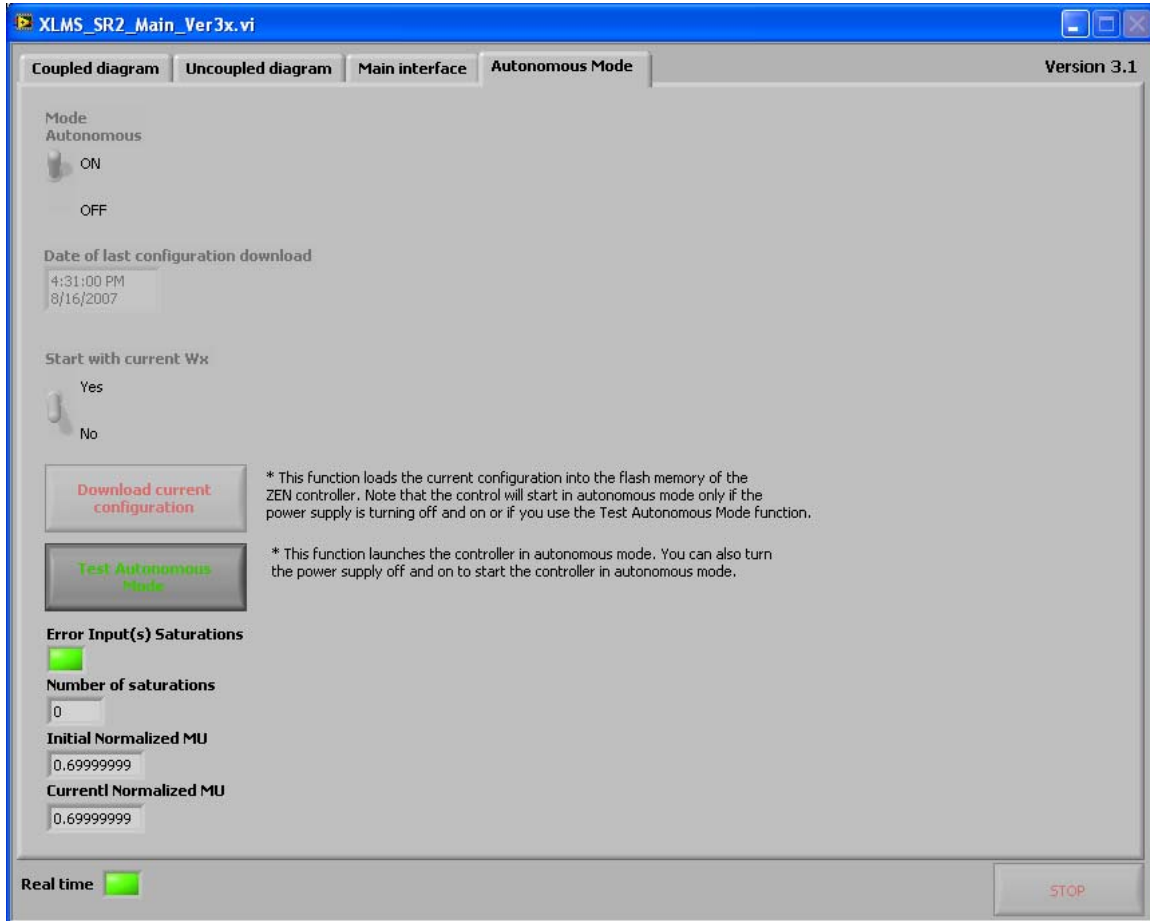 XLMS_SR2_Main_Ver3x.vi
Coupled diagram
Uncoupled diagram
Main interface
Autonomous Mode
Version 3.1
Mode
Autonomous
ON
OFF
Date of last configuration download
4:31:00 PM
8/16/2007
Start with current Wx
Yes
No
Download current
configuration
* This function loads the current configuration into the flash memory of the
ZEN controller. Note that the control will start in autonomous mode only if the
power supply is turning off and on or if you use the Test Autonomous Mode function.
Test Autonomous
Mode
* This function launches the controller in autonomous mode. You can also turn
the power supply off and on to start the controller in autonomous mode.
Error Input(s) Saturations
Number of saturations
0
Initial Normalized MU
0.69999999
Currentl Normalized MU
0.69999999
Real time
STOP